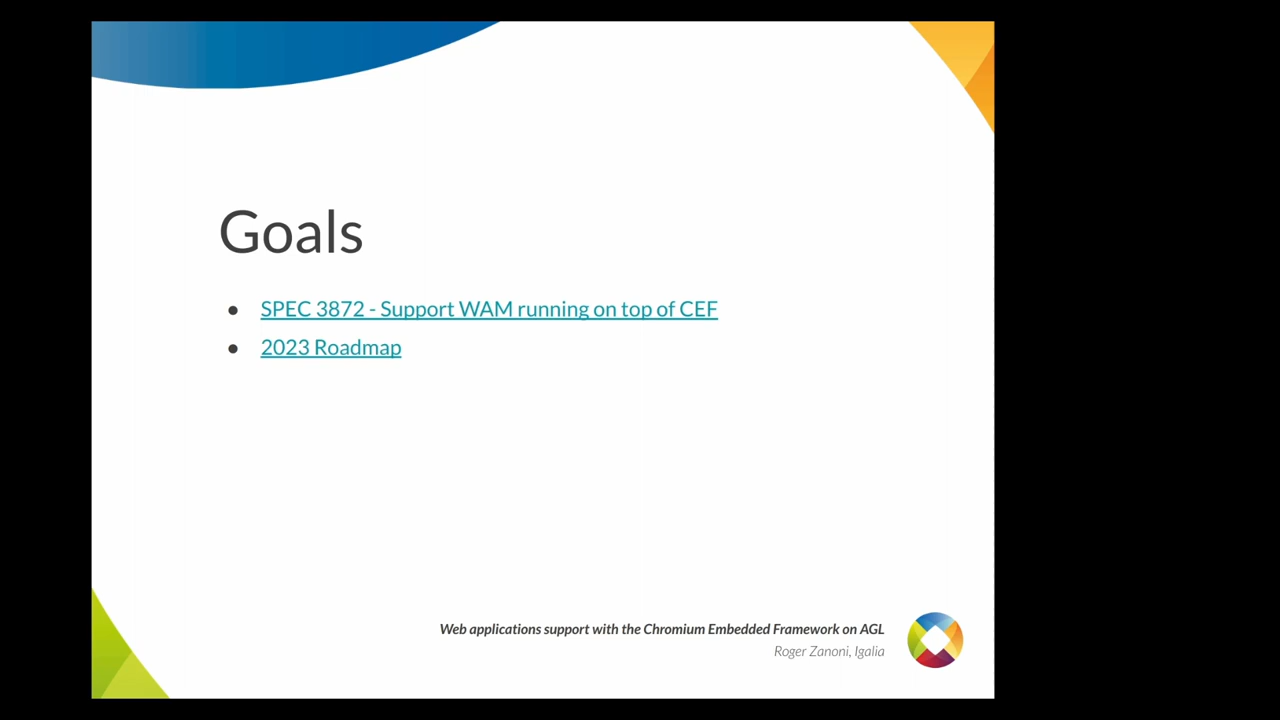 Goals
● SPEC 3872 - Support WAM running on top of CEF
● 2023 Roadmap
Web applications support with the Chromium Embedded Framework on AGL
Roger Zanoni, Igalia